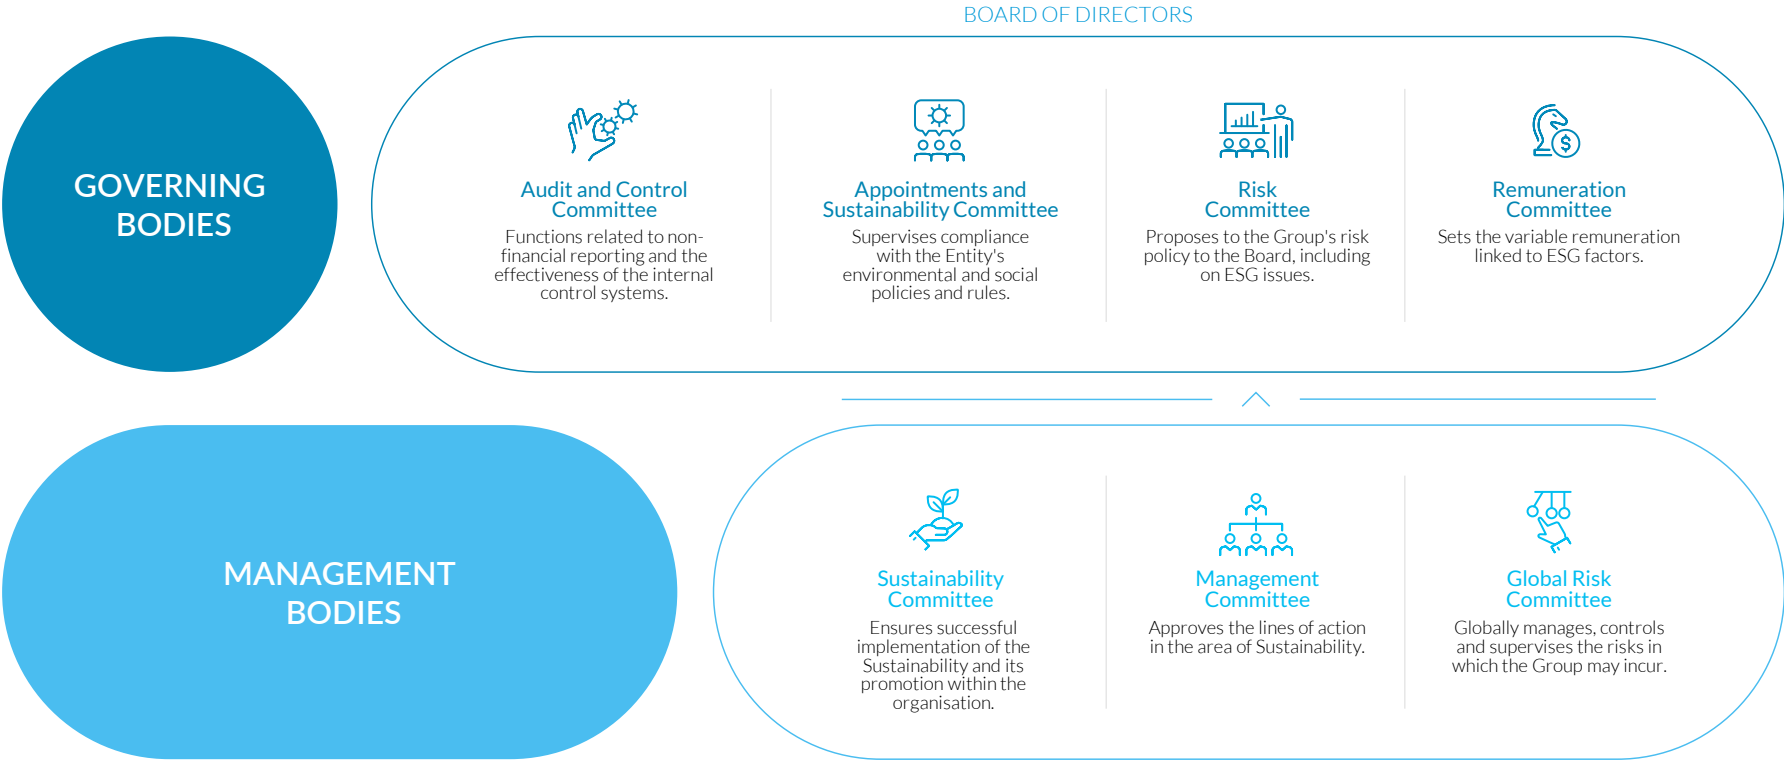 BOARD OF DIRECTORS
GOVERNING
BODIES
Audit and Control
Committee
Functions related to non-
financial reporting and the
effectiveness of the internal
control systems.
Appointments and
Sustainability Committee
Supervises compliance
with the Entity's
environmental and social
policies and rules.
Risk
Committee
Proposes to the Group's risk
policy to the Board, including
on ESG issues.
Remuneration
Committee
Sets the variable remuneration
linked to ESG factors.
MANAGEMENT
BODIES
Sustainability
Committee
Ensures successful
implementation of the
Sustainability and its
promotion within the
organisation.
Management
Committee
Approves the lines of action
in the area of Sustainability.
Global Risk
Committee
Globally manages, controls
and supervises the risks in
which the Group may incur.